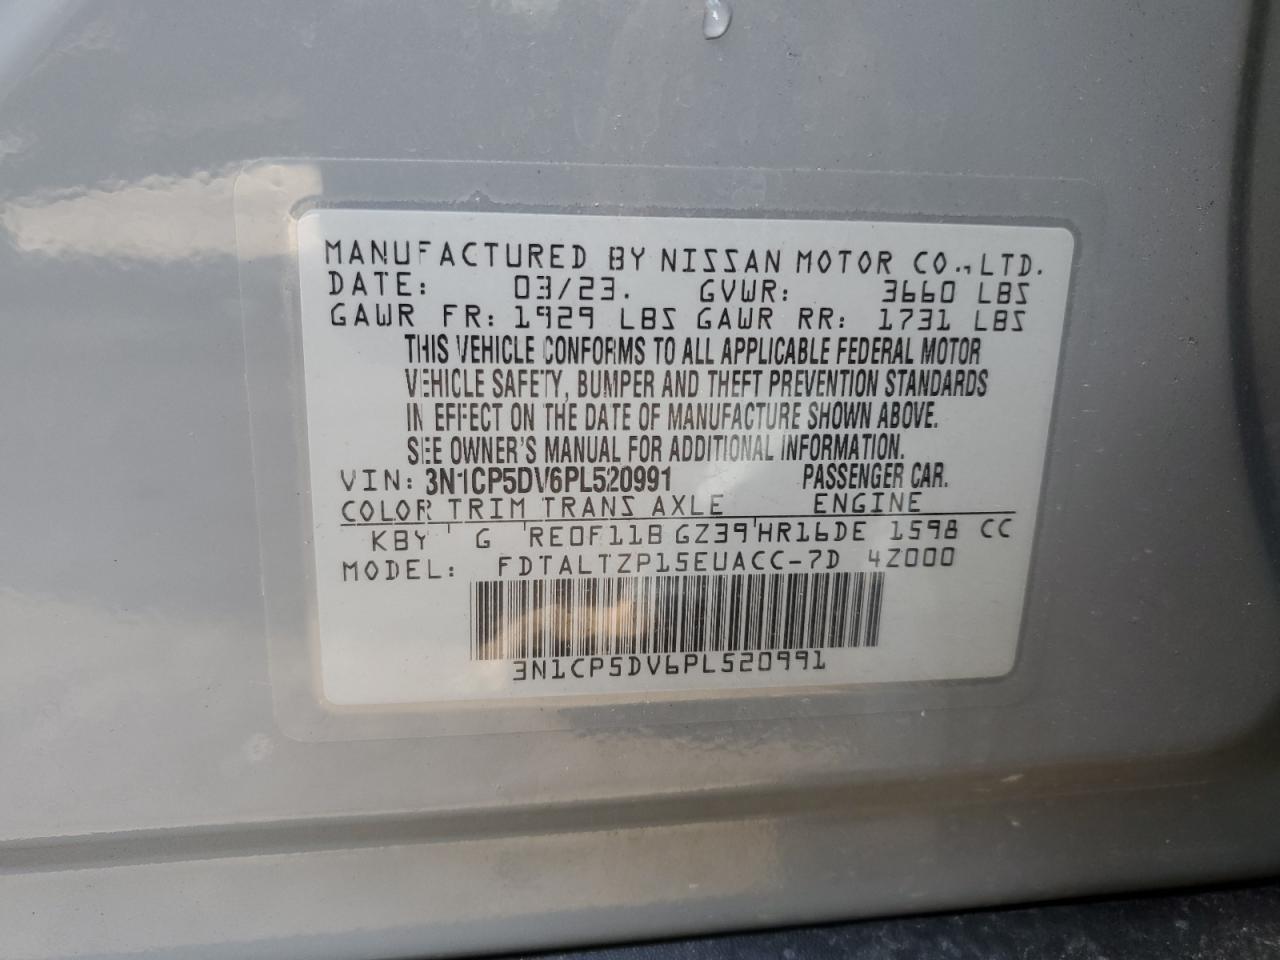 MANUFACTURED BY NISSAN MOTOR CO.,LTD.
DATE: 03/23. GVWR: 3660 LBS
GAWR FR: 1929 LBS GAWR RR: 1731 LBS
THIS VEHICLE CONFORMS TO ALL APPLICABLE FEDERAL MOTOR
VEHICLE SAFETY, BUMPER AND THEFT PREVENTION STANDARDS
IN EFFECT ON THE DATE OF MANUFACTURE SHOWN ABOVE.
SEE OWNER'S MANUAL FOR ADDITIONAL INFORMATION.
VIN: 3N1CP5DV6PL520991 PASSENGER CAR.
COLOR TRIM TRANS AXLE ENGINE
KBY G RE0F11B GZ39 HR16DE 1598 CC
MODEL: FDTALTZP15EUACC-7D 4Z000
3N1CP5DV6PL520991